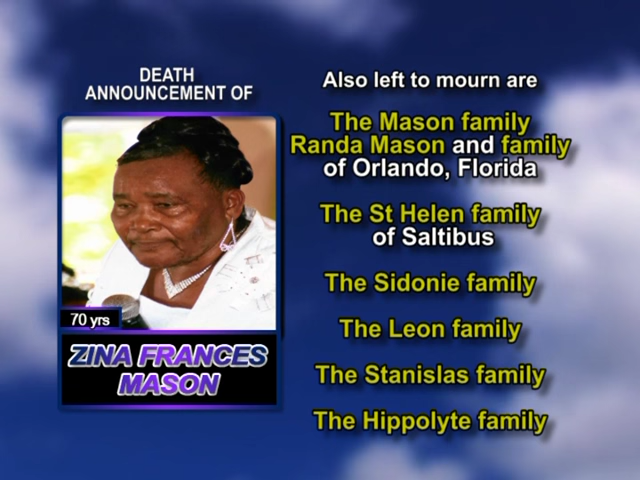 DEATH
ANNOUNCEMENT OF
70 yrs
ZINA FRANCES
MASON
Also left to mourn are
The Mason family
Randa Mason and family
of Orlando, Florida
The St Helen family
of Saltibus
The Sidonie family
The Leon family
The Stanislas family
The Hippolyte family